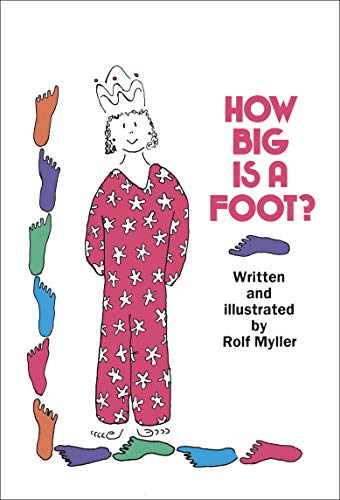 HOW
BIG
IS A
FOOT?
Written
and
illustrated
by
Rolf Myller